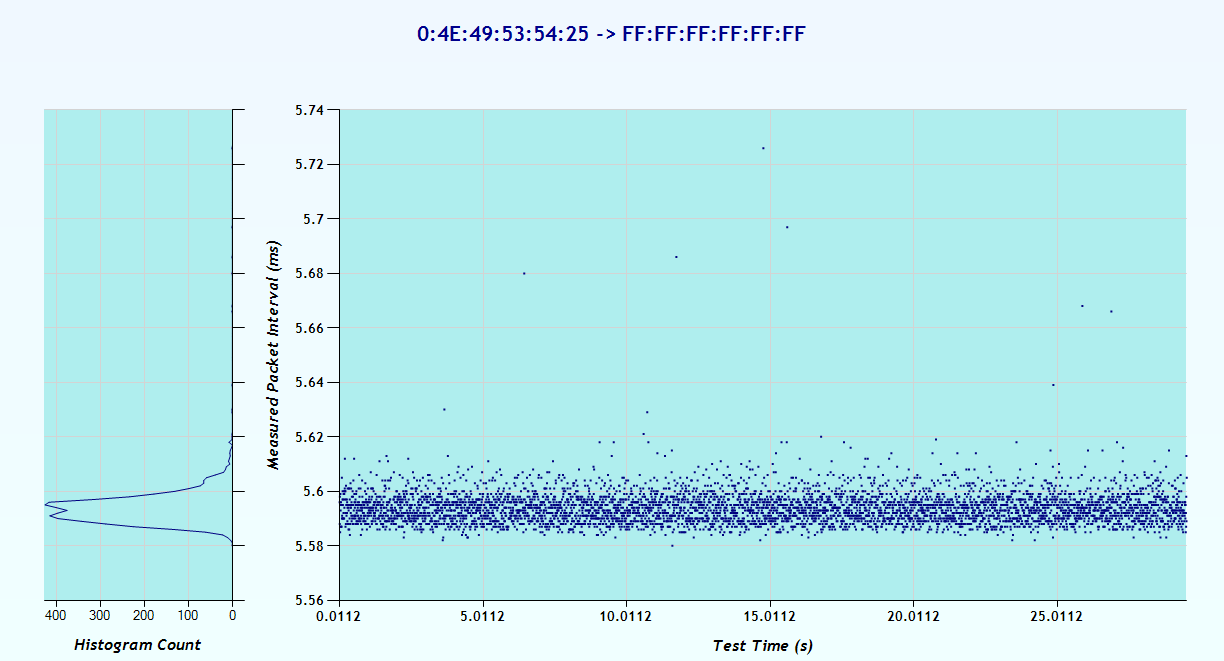 0:4E:49:53:54:25 -> FF:FF:FF:FF:FF:FF
5.74
5.72
5.7
5.68
5.66
5.64
5.62
5.6
5.58
5.56
Measured Packet Interval (ms)
400 300 200 100 0
0.0112 5.0112 10.0112 15.0112 20.0112 25.0112
Histogram Count
Test Time (s)